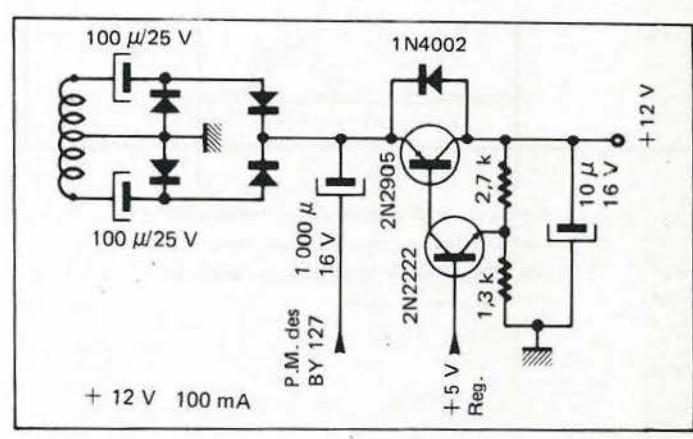 100 µ/25 V
100 µ/25 V
1N4002
2N2905
2N2222
1 000 µ
16 V
2,7 k
1,3 k
10 µ
16 V
+ 12 V
P.M. des
BY 127
+ 5 V
Reg.
+ 12 V 100 mA